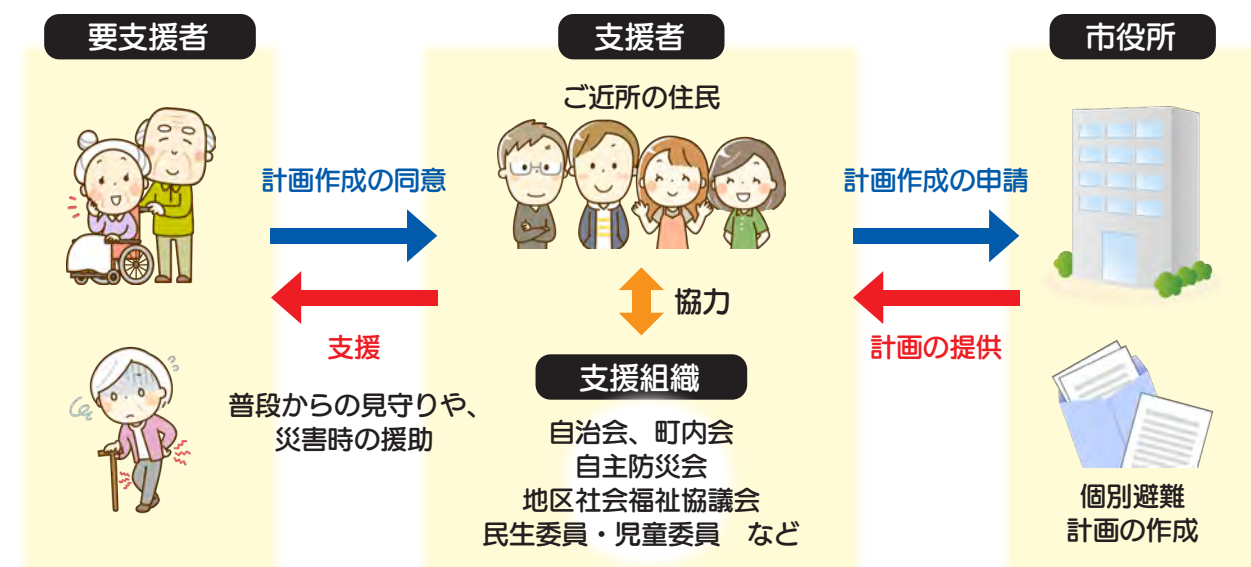 要支援者
計画作成の同意
支援
普段からの見守りや、
災害時の援助
支援者
ご近所の住民
協力
支援組織
自治会、町内会
自主防災会
地区社会福祉協議会
民生委員・児童委員　など
計画作成の申請
計画の提供
市役所
個別避難
計画の作成